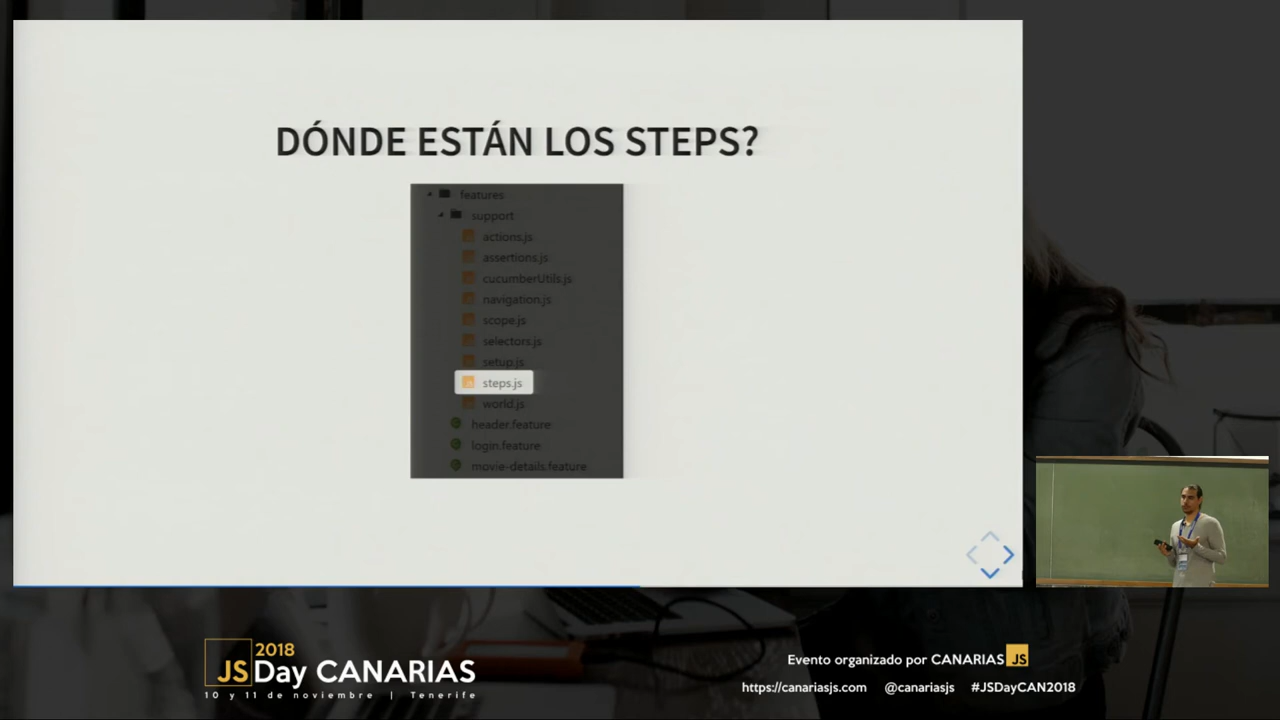 DÓNDE ESTÁN LOS STEPS?
features
support
actions.js
assertions.js
cucumberUtils.js
navigation.js
scope.js
selectors.js
setup.js
steps.js
world.js
header.feature
login.feature
movie-details.feature
2018
JSDay CANARIAS
10 y 11 de noviembre | Tenerife
Evento organizado por CANARIAS JS
https://canariasjs.com @canariasjs #JSDayCAN2018